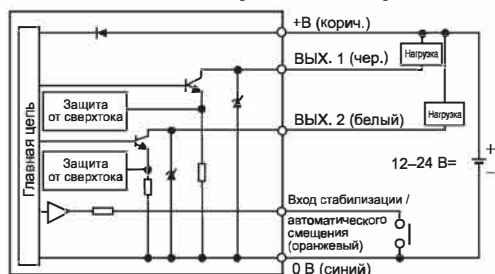 +В (корич.)
ВЫХ. 1 (чер.)
Нагрузка
Защита
от сверхтока
ВЫХ. 2 (белый)
Нагрузка
Главная цепь
Защита
от сверхтока
12–24 В=
+
–
Вход стабилизации /
автоматического
смещения
(оранжевый)
0 В (синий)